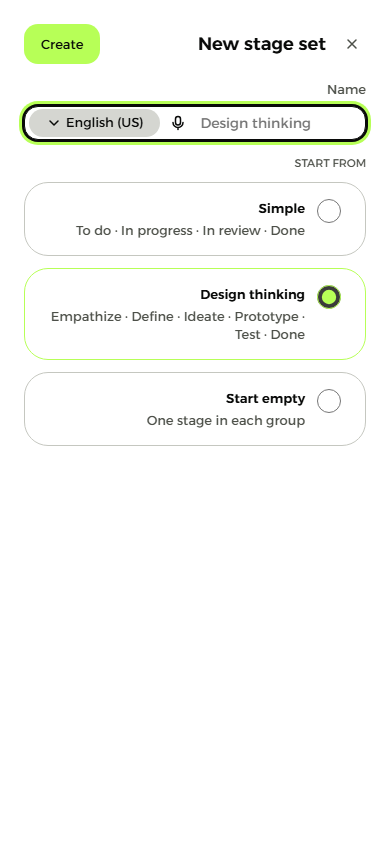 Create
New stage set
Name
English (US)
Design thinking
START FROM
Simple
To do · In progress · In review · Done
Design thinking
Empathize · Define · Ideate · Prototype ·
Test · Done
Start empty
One stage in each group